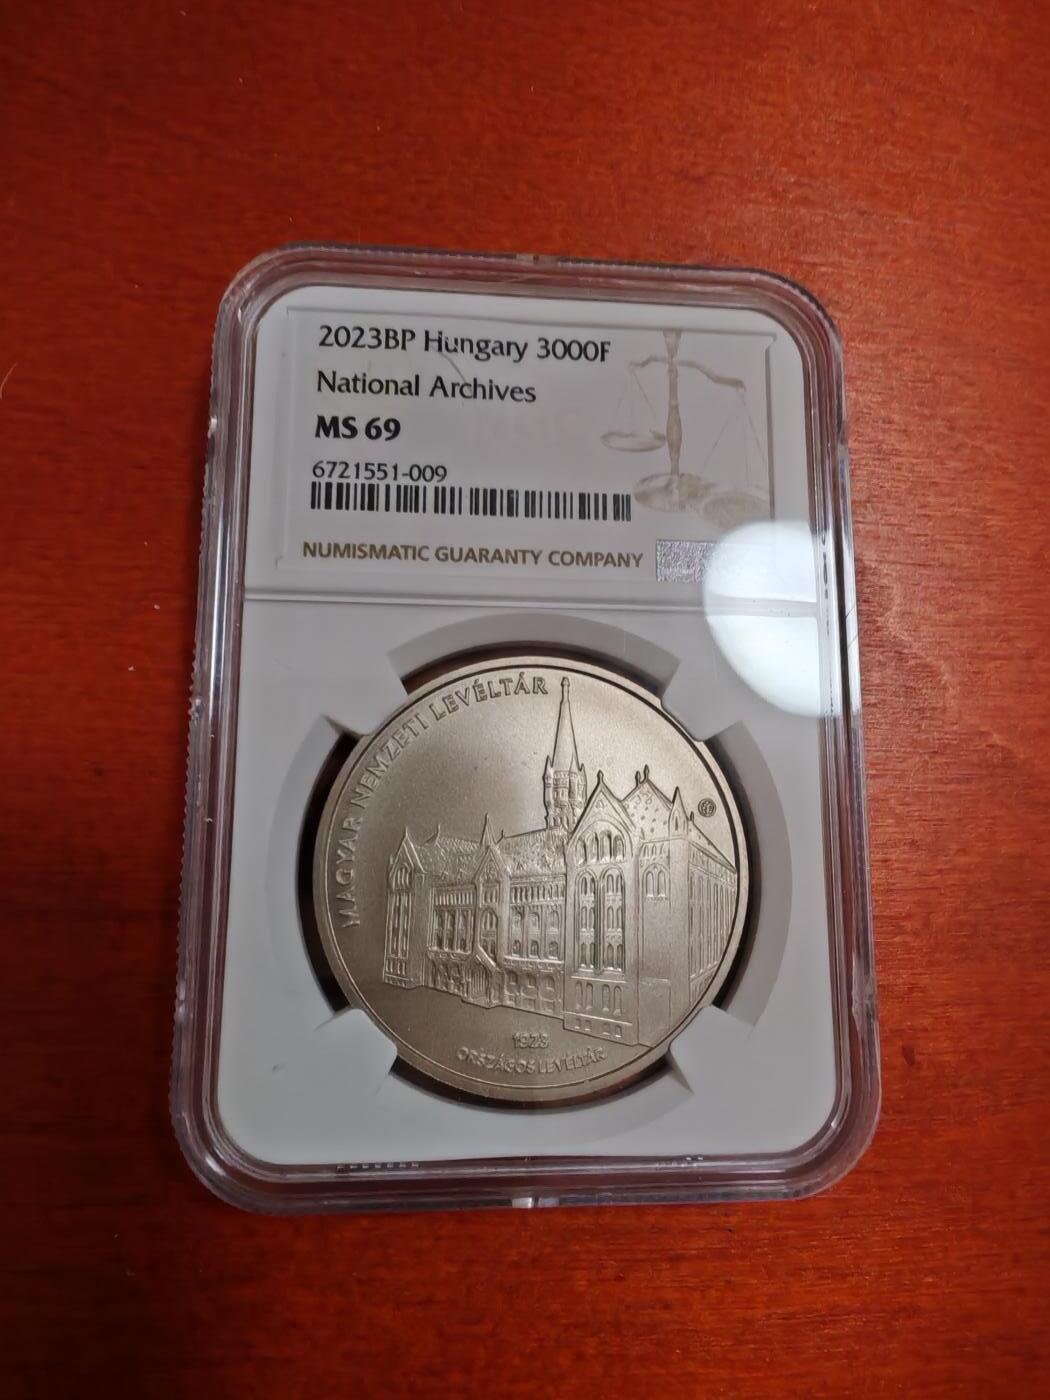 2023BP Hungary 3000F
National Archives
MS 69
6721551-009
NUMISMATIC GUARANTY COMPANY
MAGYAR NEMZETI LEVÉLTÁR
1923
ORSZÁGOS LEVÉLTÁR